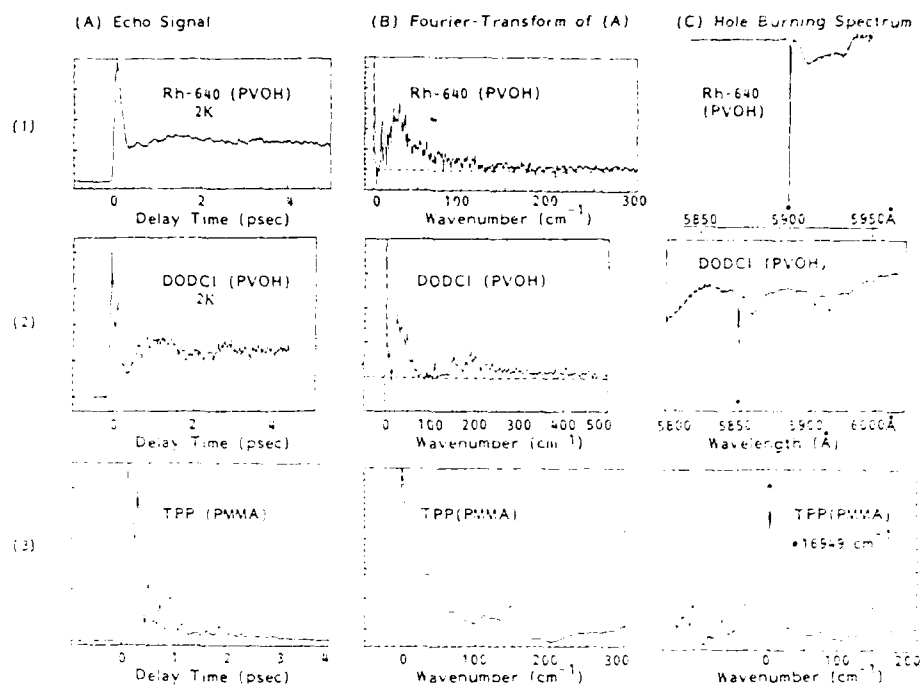 (A) Echo Signal
(B) Fourier-Transform of (A)
(C) Hole Burning Spectrum
(1)
Rh-640 (PVOH)
2K
0 2 4
Delay Time (psec)
Rh-640 (PVOH)
0 100 200 300
Wavenumber (cm⁻¹)
Rh-640
(PVOH)
5850 5900 5950Å
(2)
DODCI (PVOH)
2K
0 2 4
Delay Time (psec)
DODCI (PVOH)
0 100 200 300 400 500
Wavenumber (cm⁻¹)
DODCI (PVOH)
5800 5850 5900 6000Å
Wavelength (Å)
(3)
TPP (PMMA)
0 1 2 3 4
Delay Time (psec)
TPP(PMMA)
0 100 200 300
Wavenumber (cm⁻¹)
TPP(PMMA)
16949 cm⁻¹
0 100 200
Wavenumber (cm⁻¹)